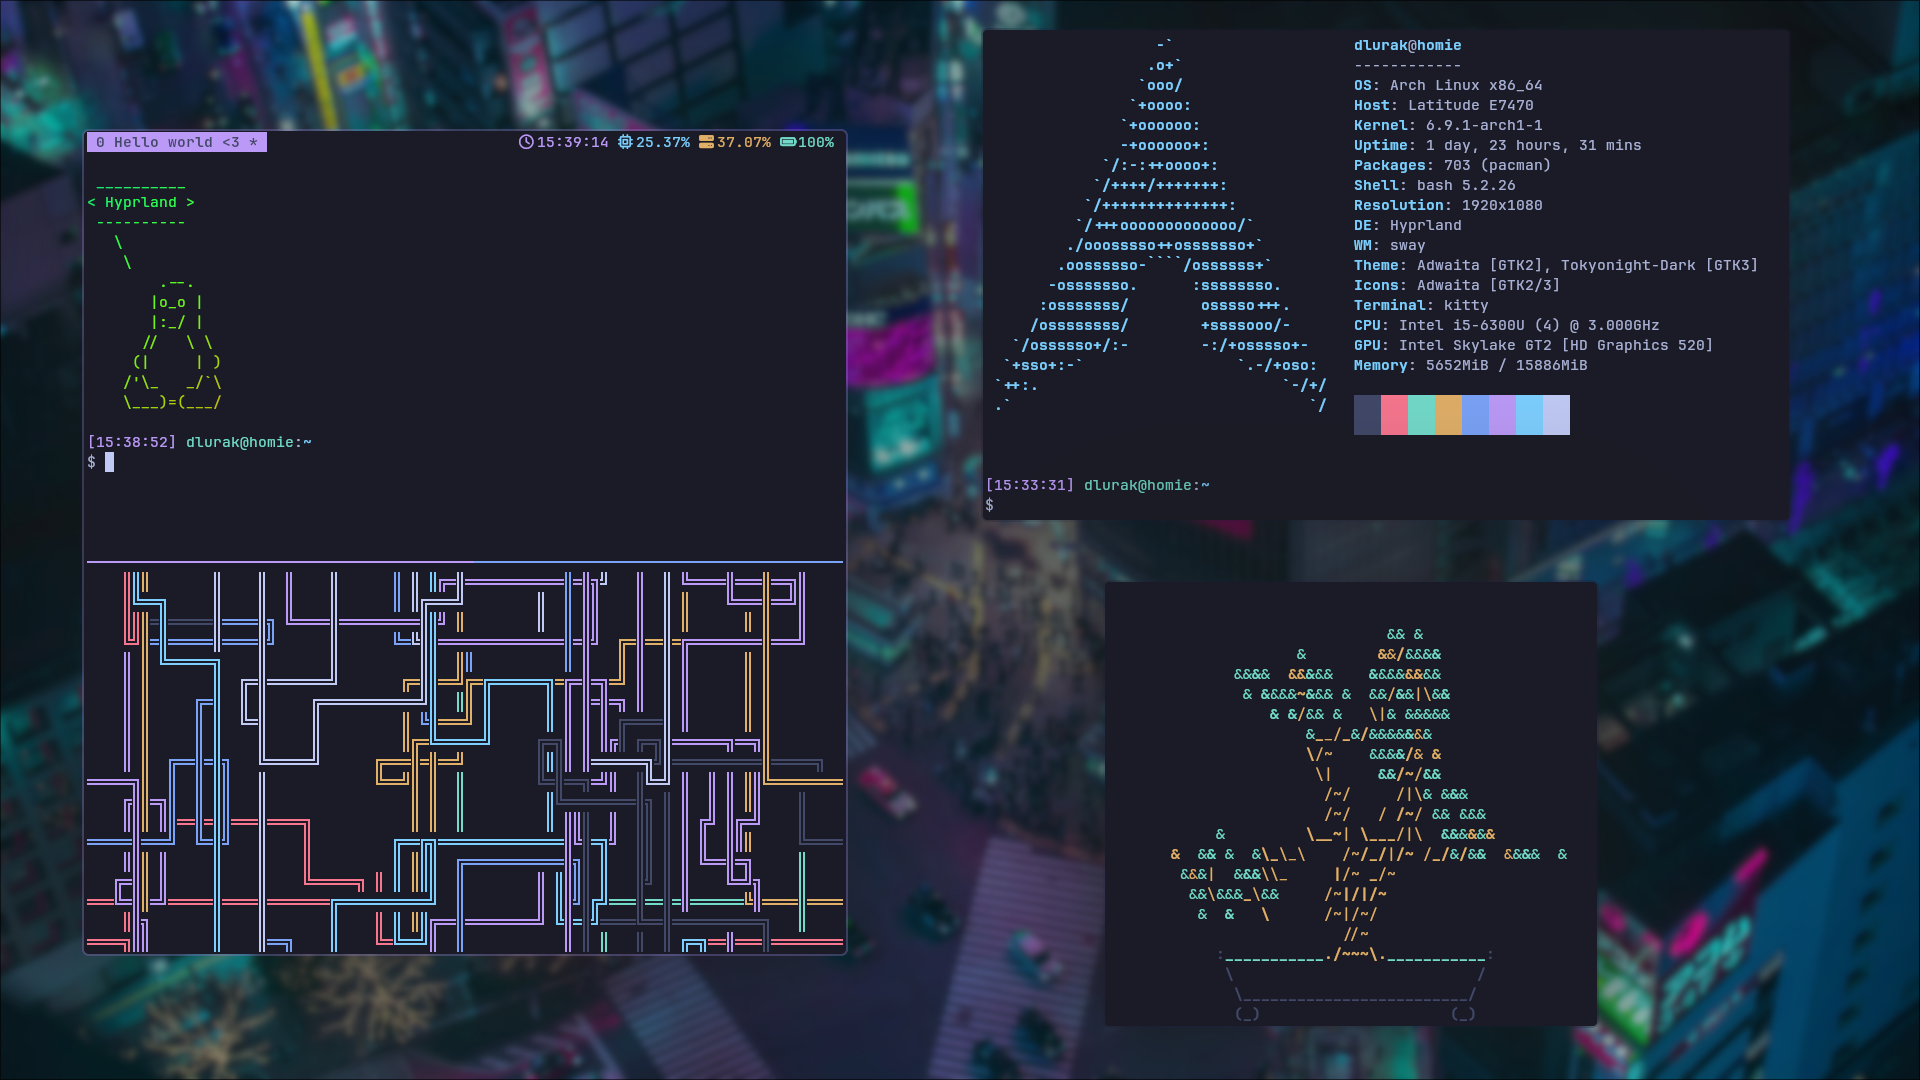 0 Hello world <3 *
15:39:14 25.37% 37.07% 100%
__________
< Hyprland >
----------
\
\
.--.
|o_o |
|:_/ |
//   \ \
(|     | )
/'\_   _/`\
\___)=(___/
[15:38:52] dlurak@homie:~
$
dlurak@homie
------------
OS: Arch Linux x86_64
Host: Latitude E7470
Kernel: 6.9.1-arch1-1
Uptime: 1 day, 23 hours, 31 mins
Packages: 703 (pacman)
Shell: bash 5.2.26
Resolution: 1920x1080
DE: Hyprland
WM: sway
Theme: Adwaita [GTK2], Tokyonight-Dark [GTK3]
Icons: Adwaita [GTK2/3]
Terminal: kitty
CPU: Intel i5-6300U (4) @ 3.000GHz
GPU: Intel Skylake GT2 [HD Graphics 520]
Memory: 5652MiB / 15886MiB
[15:33:31] dlurak@homie:~
$